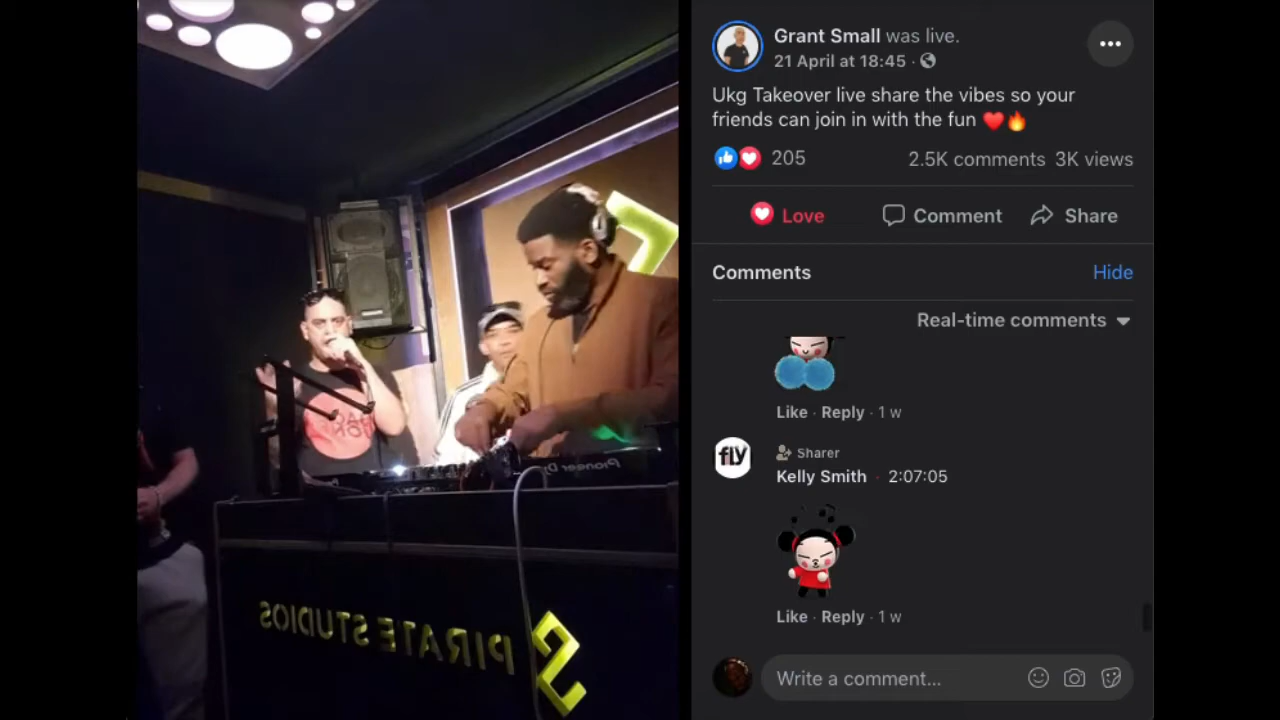 Grant Small was live.
21 April at 18:45
Ukg Takeover live share the vibes so your
friends can join in with the fun ❤️🔥
205
2.5K comments 3K views
Love
Comment
Share
Comments
Hide
Real-time comments
Like · Reply · 1 w
fly
Sharer
Kelly Smith · 2:07:05
Like · Reply · 1 w
Write a comment...
Pioneer DJ
PIRATE STUDIOS